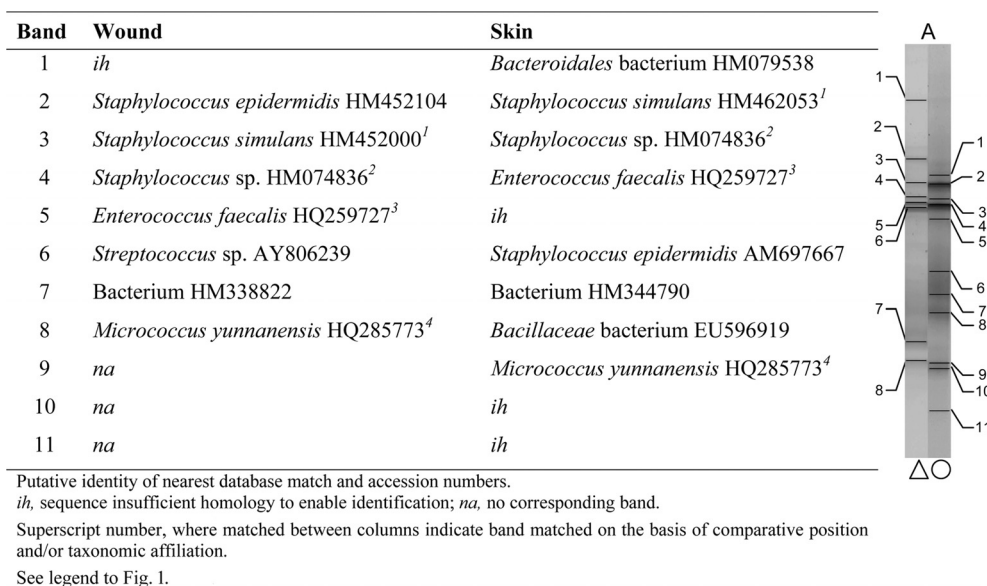 Band Wound Skin
1 ih Bacteroidales bacterium HM079538
2 Staphylococcus epidermidis HM452104 Staphylococcus simulans HM462053¹
3 Staphylococcus simulans HM452000¹ Staphylococcus sp. HM074836²
4 Staphylococcus sp. HM074836² Enterococcus faecalis HQ259727³
5 Enterococcus faecalis HQ259727³ ih
6 Streptococcus sp. AY806239 Staphylococcus epidermidis AM697667
7 Bacterium HM338822 Bacterium HM344790
8 Micrococcus yunnanensis HQ285773⁴ Bacillaceae bacterium EU596919
9 na Micrococcus yunnanensis HQ285773⁴
10 na ih
11 na ih
Putative identity of nearest database match and accession numbers.
ih, sequence insufficient homology to enable identification; na, no corresponding band.
Superscript number, where matched between columns indicate band matched on the basis of comparative position
and/or taxonomic affiliation.
See legend to Fig. 1.
A
1
2
3
4
5
6
7
8
1
2
3
4
5
6
7
8
9
10
11